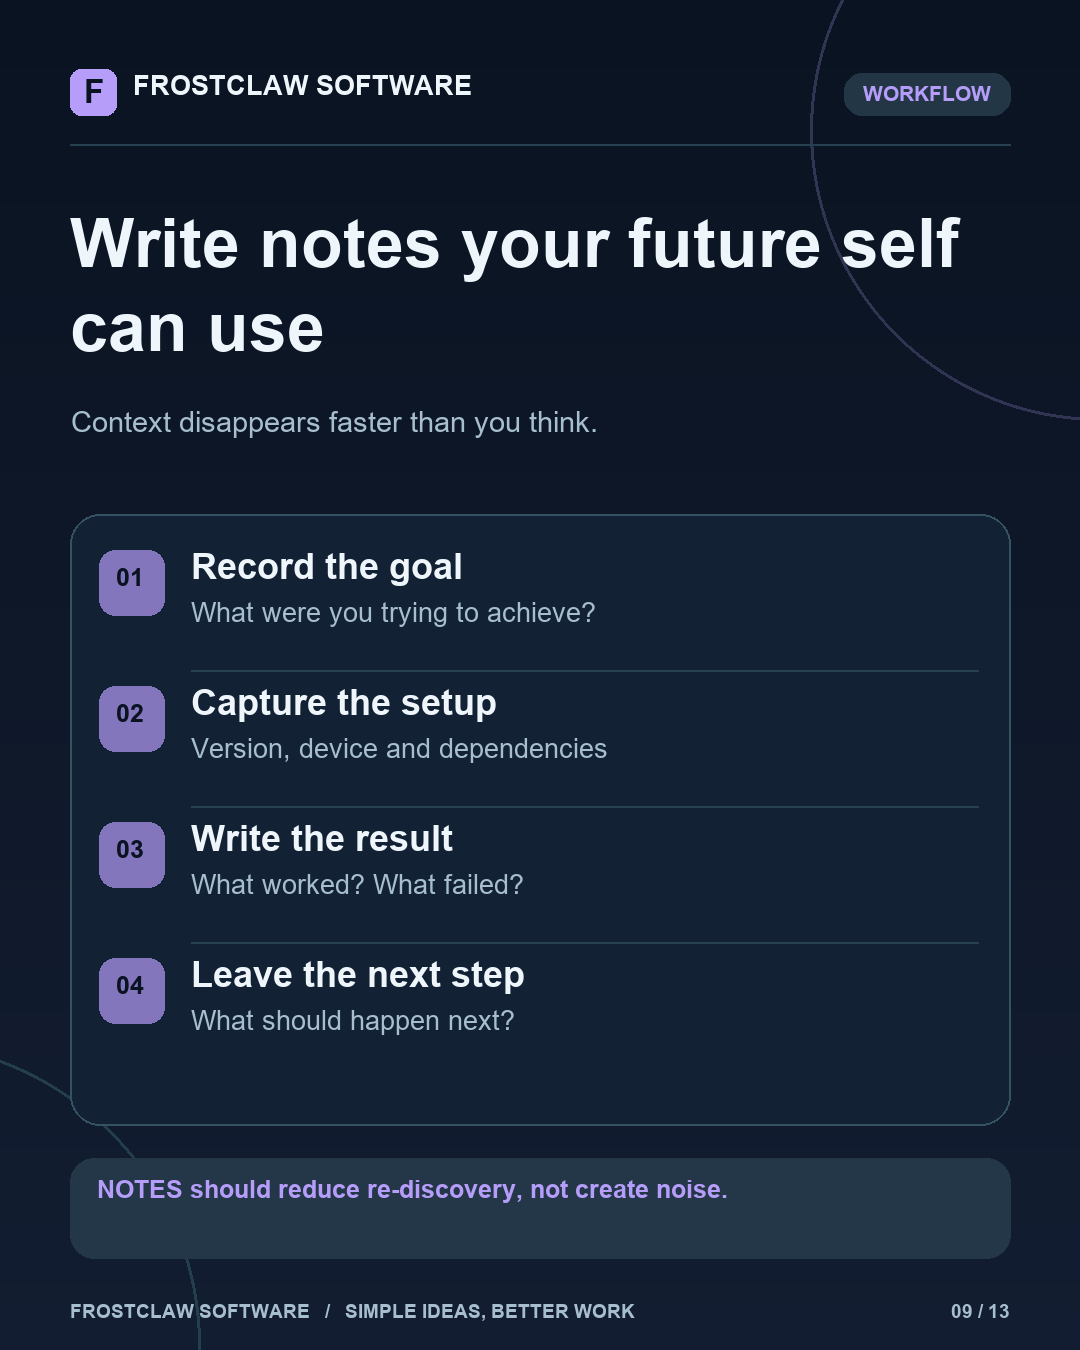 F FROSTCLAW SOFTWARE
WORKFLOW
Write notes your future self
can use
Context disappears faster than you think.
01 Record the goal
What were you trying to achieve?
02 Capture the setup
Version, device and dependencies
03 Write the result
What worked? What failed?
04 Leave the next step
What should happen next?
NOTES should reduce re-discovery, not create noise.
FROSTCLAW SOFTWARE / SIMPLE IDEAS, BETTER WORK
09 / 13